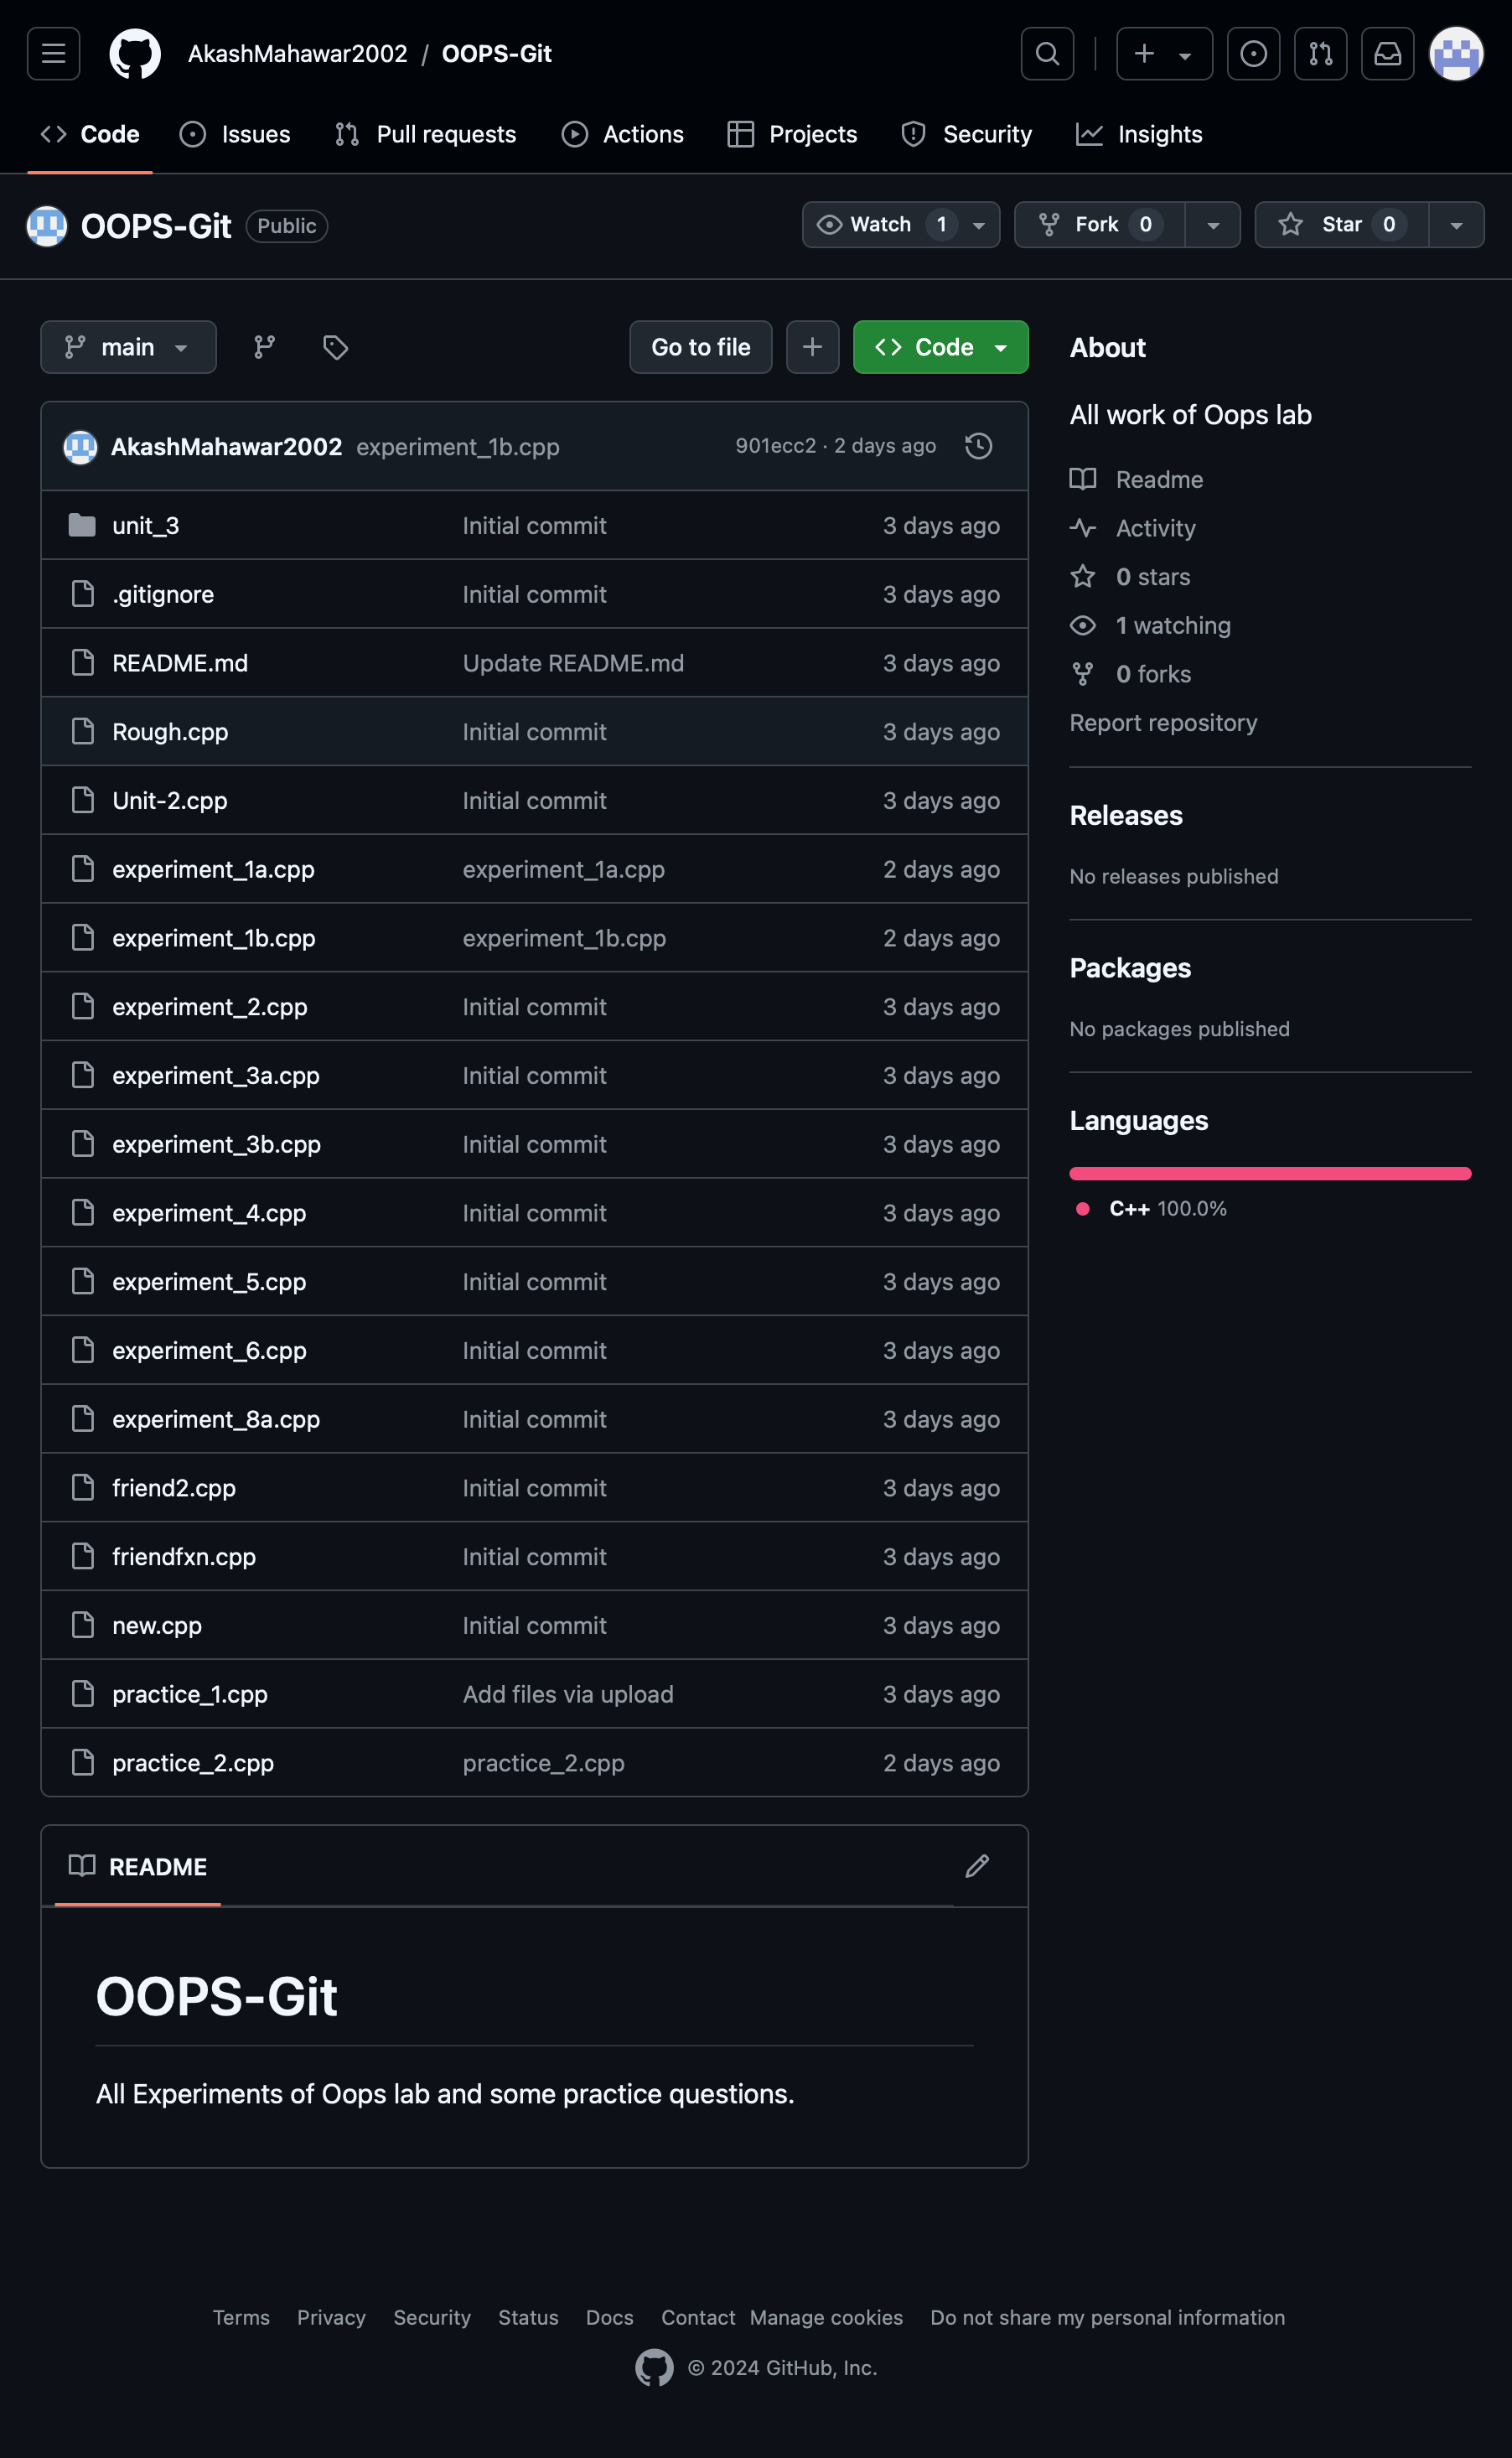 AkashMahawar2002 / OOPS-Git
Code Issues Pull requests Actions Projects Security Insights
OOPS-Git Public Watch 1 Fork 0 Star 0
main Go to file Code
AkashMahawar2002 experiment_1b.cpp 901ecc2 · 2 days ago
unit_3 Initial commit 3 days ago
.gitignore Initial commit 3 days ago
README.md Update README.md 3 days ago
Rough.cpp Initial commit 3 days ago
Unit-2.cpp Initial commit 3 days ago
experiment_1a.cpp experiment_1a.cpp 2 days ago
experiment_1b.cpp experiment_1b.cpp 2 days ago
experiment_2.cpp Initial commit 3 days ago
experiment_3a.cpp Initial commit 3 days ago
experiment_3b.cpp Initial commit 3 days ago
experiment_4.cpp Initial commit 3 days ago
experiment_5.cpp Initial commit 3 days ago
experiment_6.cpp Initial commit 3 days ago
experiment_8a.cpp Initial commit 3 days ago
friend2.cpp Initial commit 3 days ago
friendfxn.cpp Initial commit 3 days ago
new.cpp Initial commit 3 days ago
practice_1.cpp Add files via upload 3 days ago
practice_2.cpp practice_2.cpp 2 days ago
README
OOPS-Git
All Experiments of Oops lab and some practice questions.
About
All work of Oops lab
Readme
Activity
0 stars
1 watching
0 forks
Report repository
Releases
No releases published
Packages
No packages published
Languages
C++ 100.0%
Terms Privacy Security Status Docs Contact Manage cookies Do not share my personal information
© 2024 GitHub, Inc.